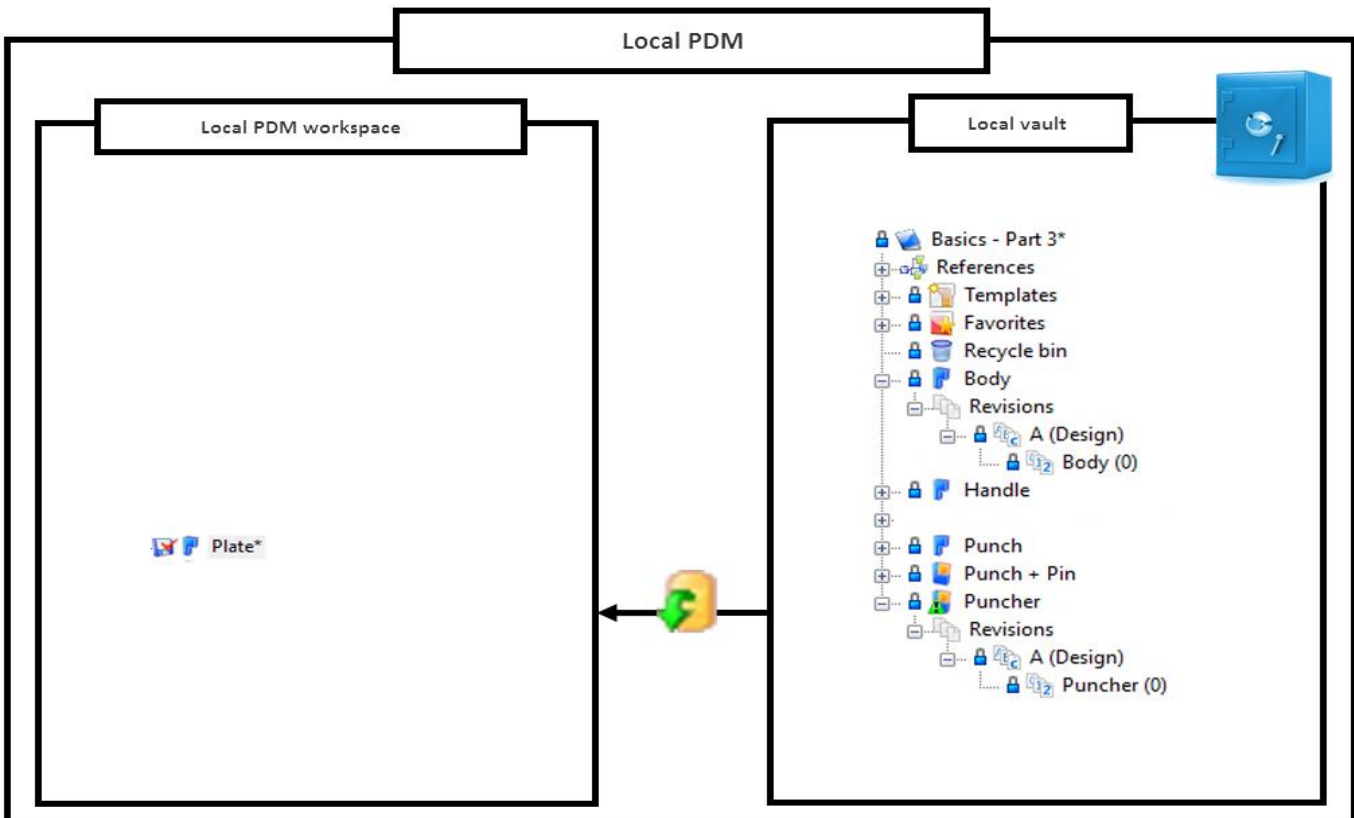 Local PDM
Local PDM workspace
Local vault
Basics - Part 3*
References
Templates
Favorites
Recycle bin
Body
Revisions
A (Design)
Body (0)
Handle
Plate*
Punch
Punch + Pin
Puncher
Revisions
A (Design)
Puncher (0)